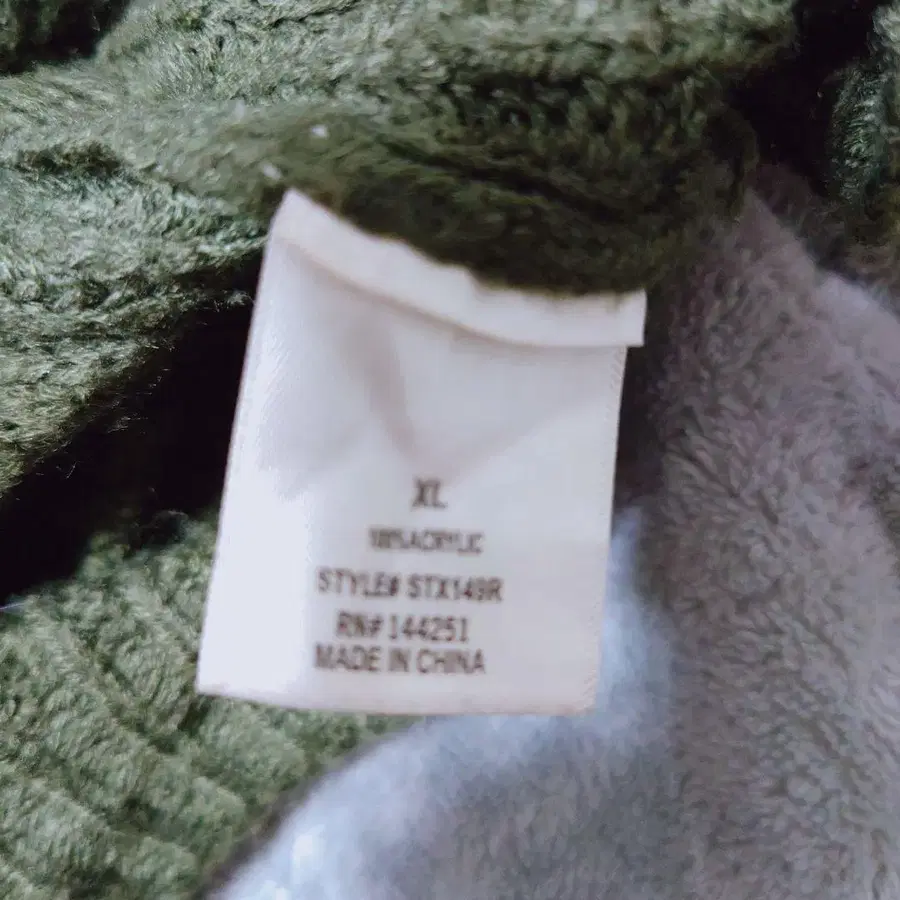 XL
100% ACRYLIC
STYLE# STX149R
RN# 144251
MADE IN CHINA